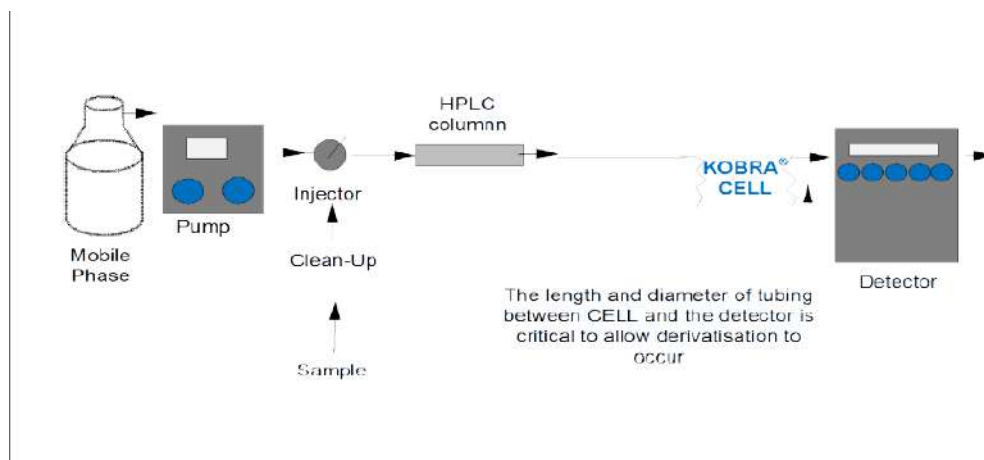 HPLC
columnn
KOBRA®
CELL
Injector
Pump
Mobile
Phase
Clean-Up
Detector
The length and diameter of tubing
between CELL and the detector is
critical to allow derivatisation to
occur
Sample